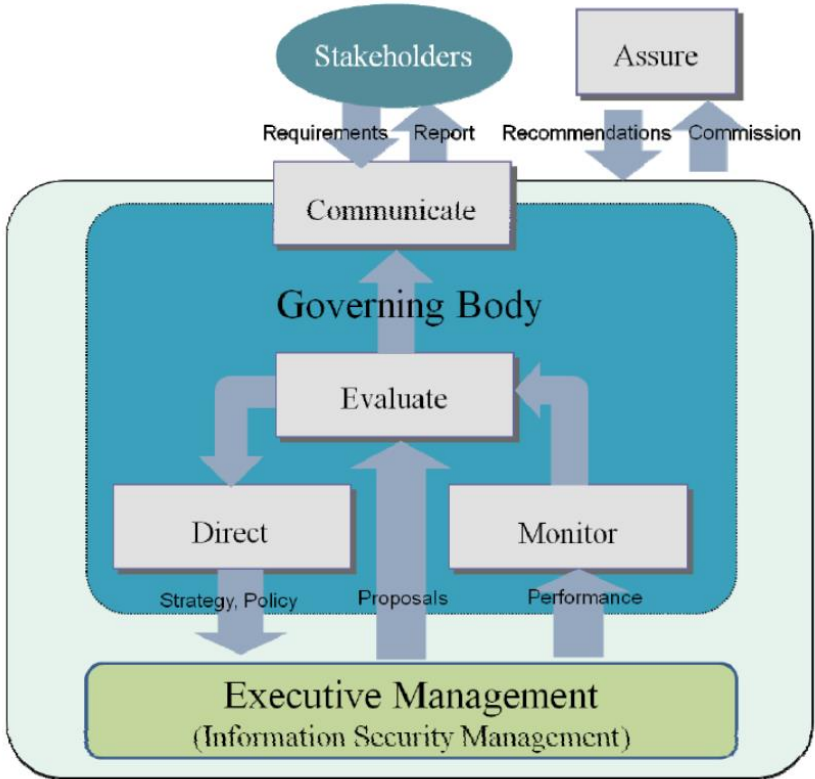 Stakeholders
Assure
Requirements
Report
Recommendations
Commission
Communicate
Governing Body
Evaluate
Direct
Monitor
Strategy, Policy
Proposals
Performance
Executive Management
(Information Security Management)